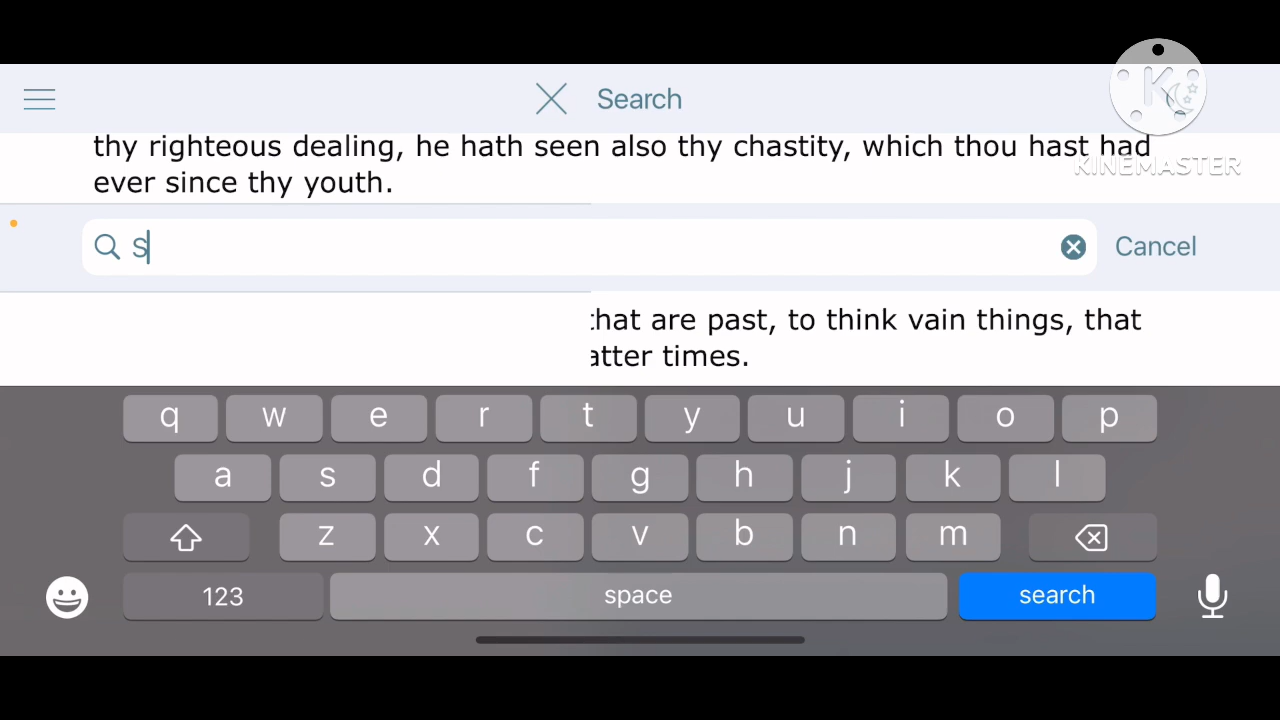 Search
thy righteous dealing, he hath seen also thy chastity, which thou hast had
ever since thy youth.
KINEMASTER
S
Cancel
that are past, to think vain things, that
atter times.
q w e r t y u i o p
a s d f g h j k l
z x c v b n m
123 space search